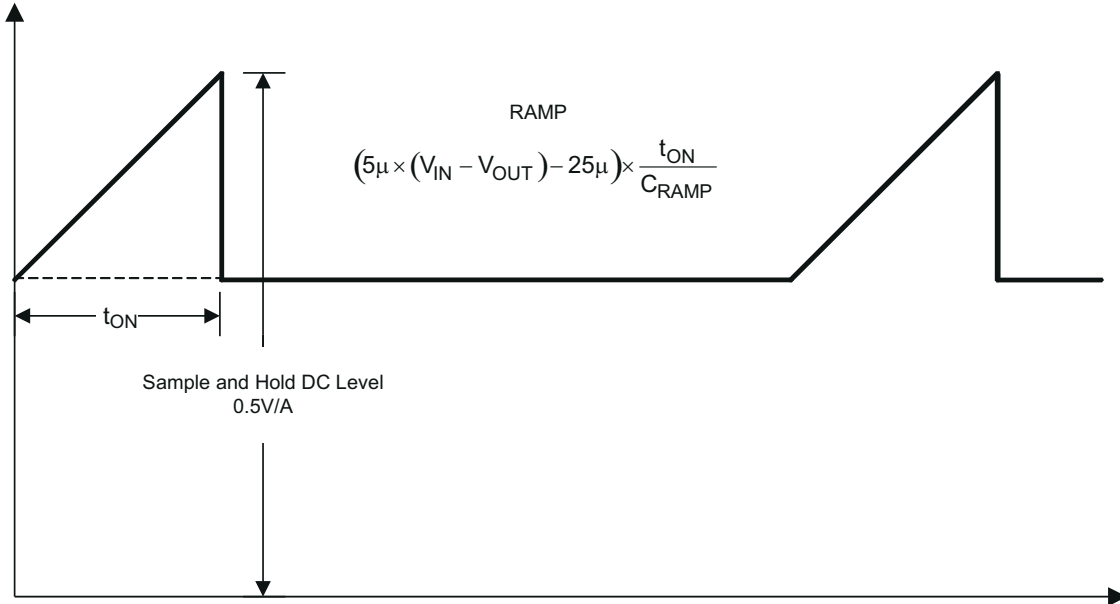 RAMP
(5μ × (V_IN − V_OUT) − 25μ) × t_ON / C_RAMP
t_ON
Sample and Hold DC Level
0.5V/A